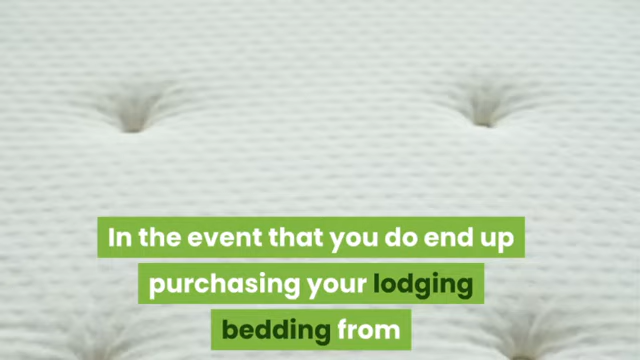 In the event that you do end up
purchasing your lodging
bedding from